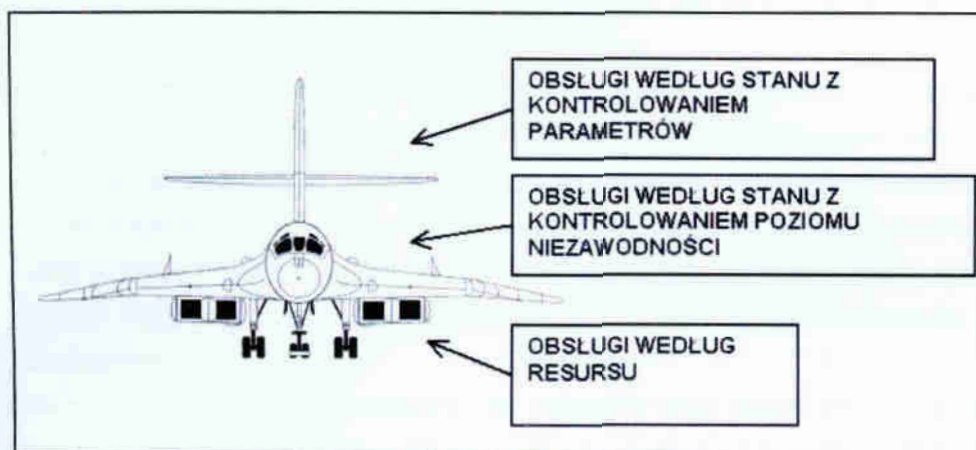 OBSŁUGI WEDŁUG STANU Z
KONTROLOWANIEM
PARAMETRÓW
OBSŁUGI WEDŁUG STANU Z
KONTROLOWANIEM POZIOMU
NIEZAWODNOŚCI
OBSŁUGI WEDŁUG
RESURSU